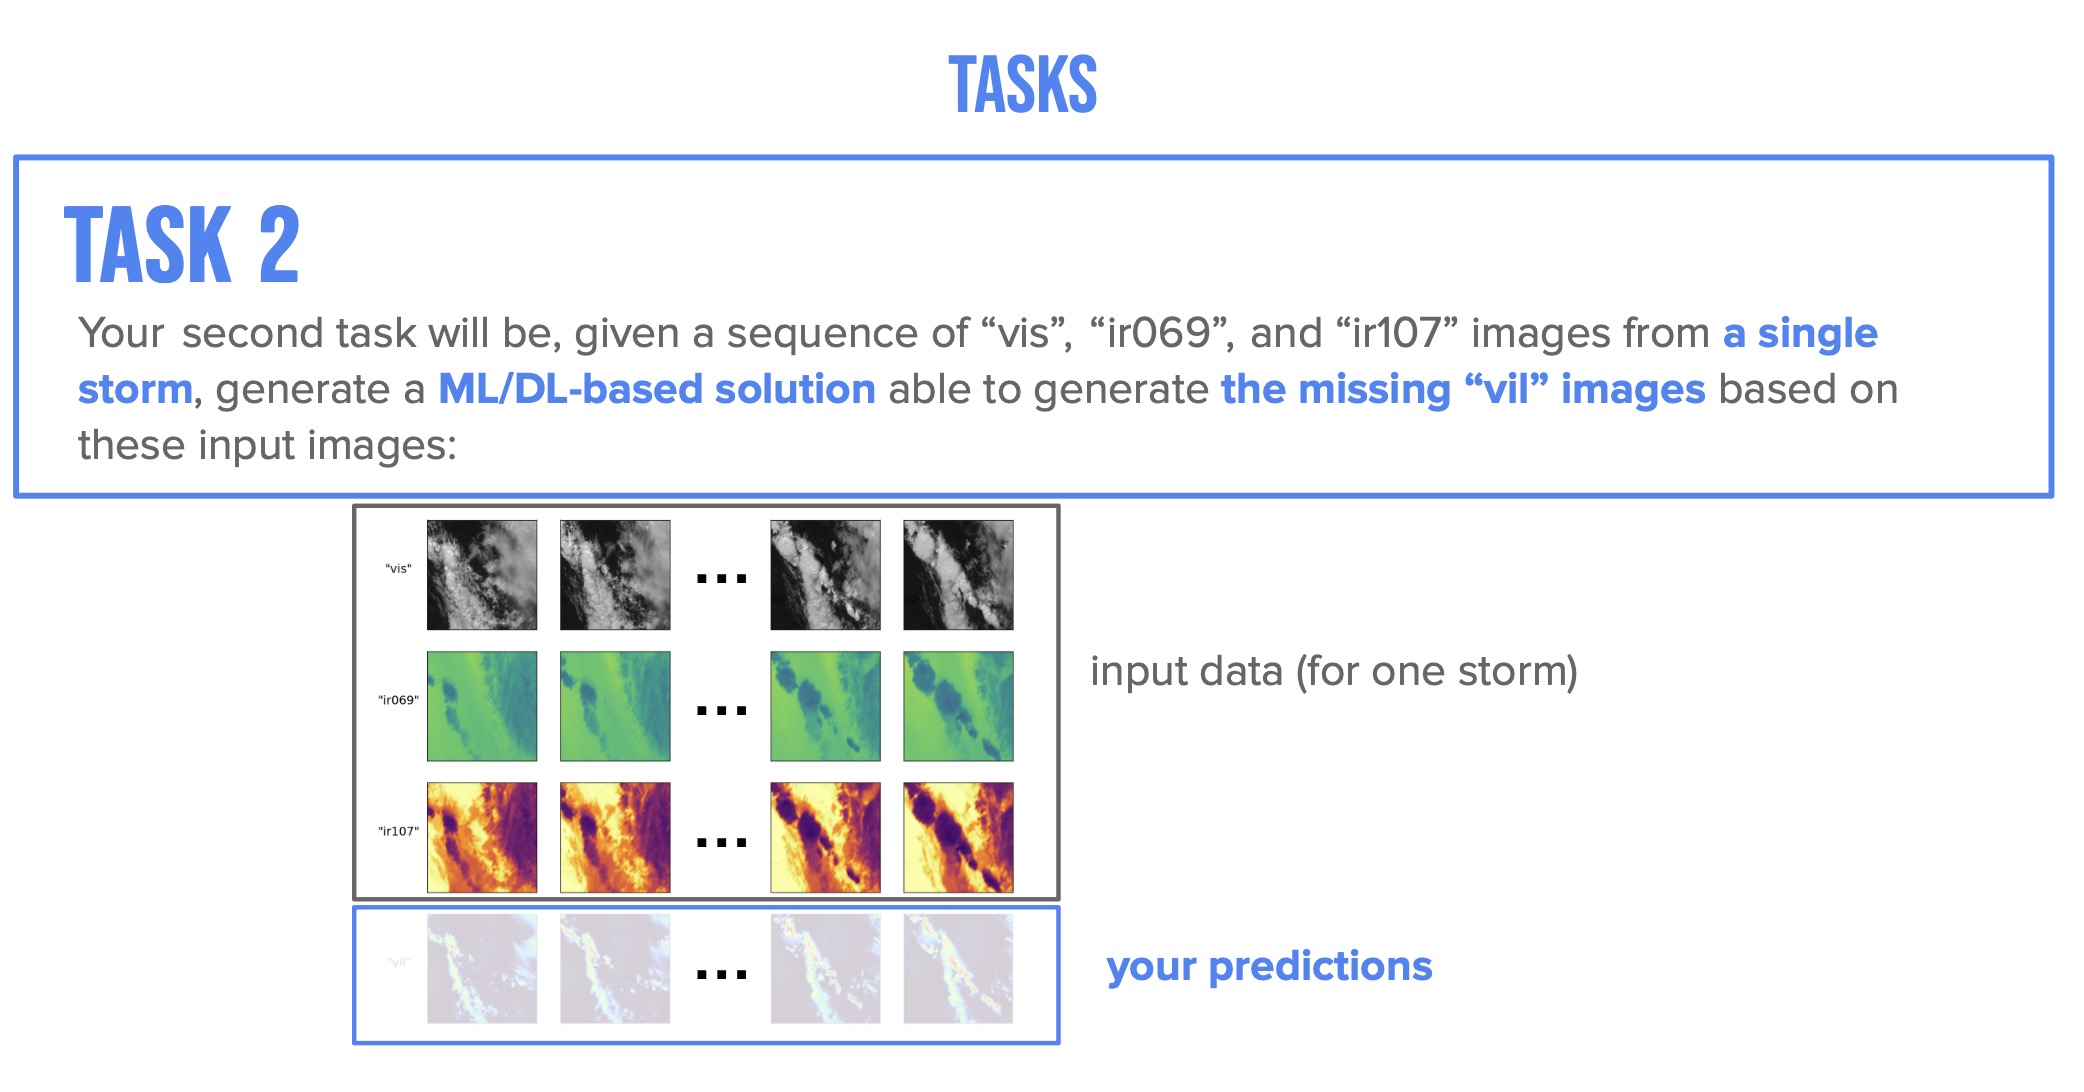 TASKS
TASK 2
Your second task will be, given a sequence of “vis”, “ir069”, and “ir107” images from a single
storm, generate a ML/DL-based solution able to generate the missing “vil” images based on
these input images:
"vis"
"ir069"
input data (for one storm)
"ir107"
"vil"
your predictions